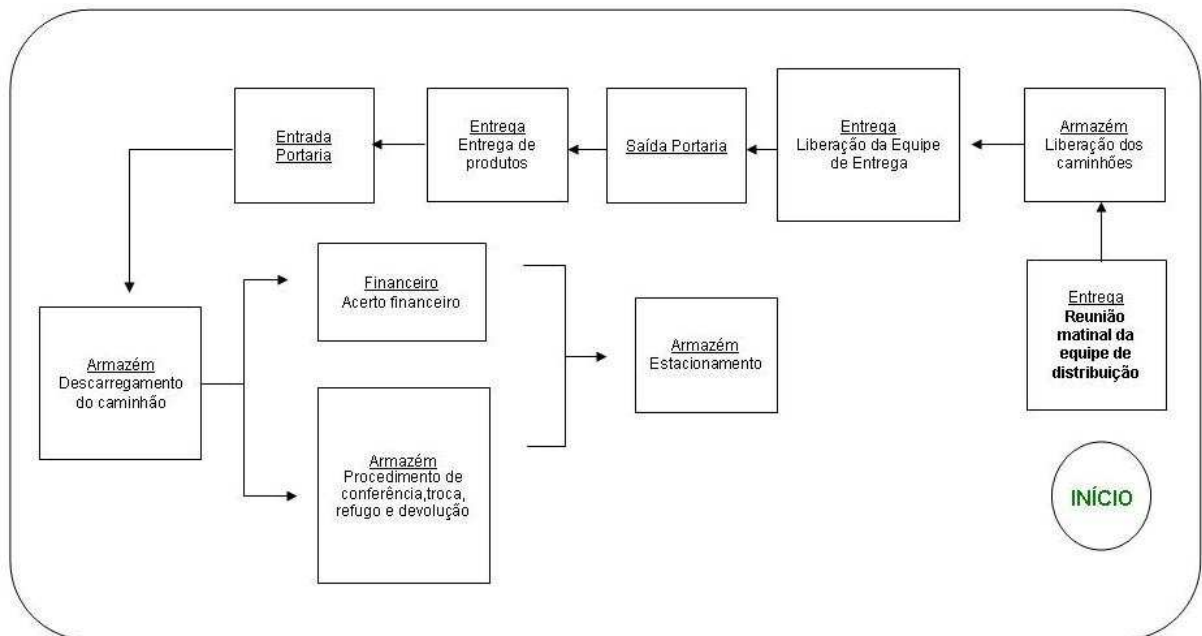 Entrada
Portaria
Entrega
Entrega de
produtos
Saída Portaria
Entrega
Liberação da Equipe
de Entrega
Armazém
Liberação dos
caminhões
Financeiro
Acerto financeiro
Entrega
Reunião
matinal da
equipe de
distribuição
Armazém
Descarregamento
do caminhão
Armazém
Estacionamento
Armazém
Procedimento de
conferência,troca,
refugo e devolução
INÍCIO